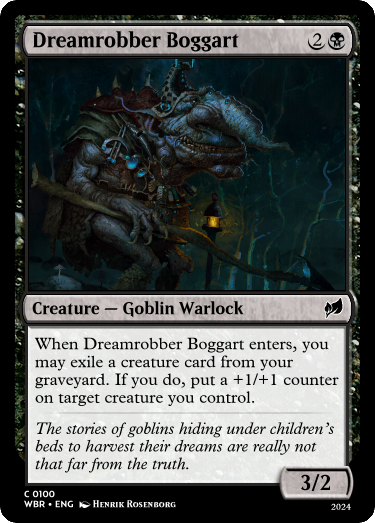 Dreamrobber Boggart 2
Creature — Goblin Warlock
When Dreamrobber Boggart enters, you
may exile a creature card from your
graveyard. If you do, put a +1/+1 counter
on target creature you control.
The stories of goblins hiding under children's
beds to harvest their dreams are really not
that far from the truth.
3/2
C 0100
WBR • ENG Henrik Rosenborg
2024